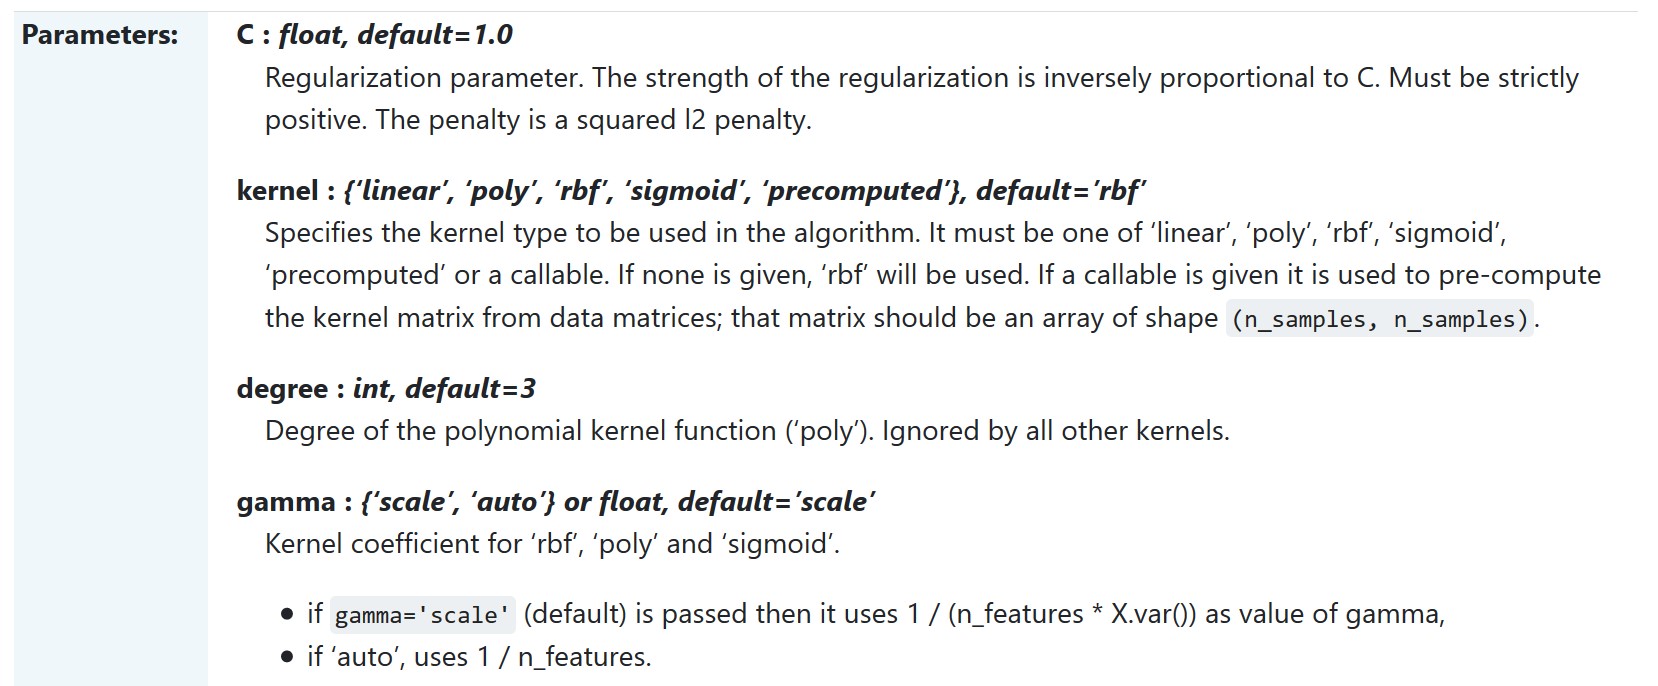 Parameters:
C : float, default=1.0
Regularization parameter. The strength of the regularization is inversely proportional to C. Must be strictly
positive. The penalty is a squared l2 penalty.
kernel : {‘linear’, ‘poly’, ‘rbf’, ‘sigmoid’, ‘precomputed’}, default=’rbf’
Specifies the kernel type to be used in the algorithm. It must be one of ‘linear’, ‘poly’, ‘rbf’, ‘sigmoid’,
‘precomputed’ or a callable. If none is given, ‘rbf’ will be used. If a callable is given it is used to pre-compute
the kernel matrix from data matrices; that matrix should be an array of shape (n_samples, n_samples).
degree : int, default=3
Degree of the polynomial kernel function (‘poly’). Ignored by all other kernels.
gamma : {‘scale’, ‘auto’} or float, default=’scale’
Kernel coefficient for ‘rbf’, ‘poly’ and ‘sigmoid’.
• if gamma='scale' (default) is passed then it uses 1 / (n_features * X.var()) as value of gamma,
• if ‘auto’, uses 1 / n_features.